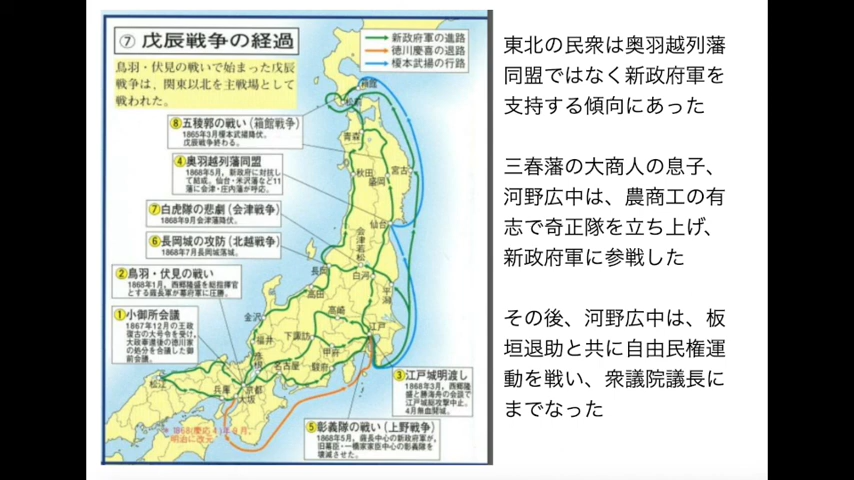 ⑦ 戊辰戦争の経過
鳥羽・伏見の戦いで始まった戊辰
戦争は、関東以北を主戦場として
戦われた。
新政府軍の進路
徳川慶喜の退路
榎本武揚の行路
箱館
松前
⑧五稜郭の戦い(箱館戦争)
1865年3月榎本武揚降伏。
戊辰戦争終わる。
青森
④奥羽越列藩同盟
1868年5月、新政府に対抗し
て結成。仙台・米沢藩など11
藩に会津・庄内藩が呼応。
秋田
盛岡
宮古
⑦白虎隊の悲劇(会津戦争)
1868年9月会津藩降伏。
仙台
⑥長岡城の攻防(北越戦争)
1868年7月長岡城落城。
会津若松
長岡
白河
平
②鳥羽・伏見の戦い
1868年1月、西郷隆盛を総指揮官
とする薩長軍が幕府軍に圧勝。
高田
①小御所会議
1867年12月の王政
復古の大号令を受け、
大政奉還後の徳川家
の処分を合議した御
前会議。
金沢
福井
高崎
下諏訪
江戸
甲府
彦根
名古屋
駿府
松江
兵庫
京都
大坂
③江戸城明渡し
1868年3月、西郷隆
盛と勝海舟の会談で
江戸城総攻撃中止。
4月無血開城。
1868(慶応4)年9月、
明治に改元
⑤彰義隊の戦い(上野戦争)
1868年5月、薩長中心の新政府軍が、
旧幕臣・一橋家家臣中心の彰義隊を
壊滅させた。
東北の民衆は奥羽越列藩
同盟ではなく新政府軍を
支持する傾向にあった
三春藩の大商人の息子、
河野広中は、農商工の有
志で奇正隊を立ち上げ、
新政府軍に参戦した
その後、河野広中は、板
垣退助と共に自由民権運
動を戦い、衆議院議長に
までなった